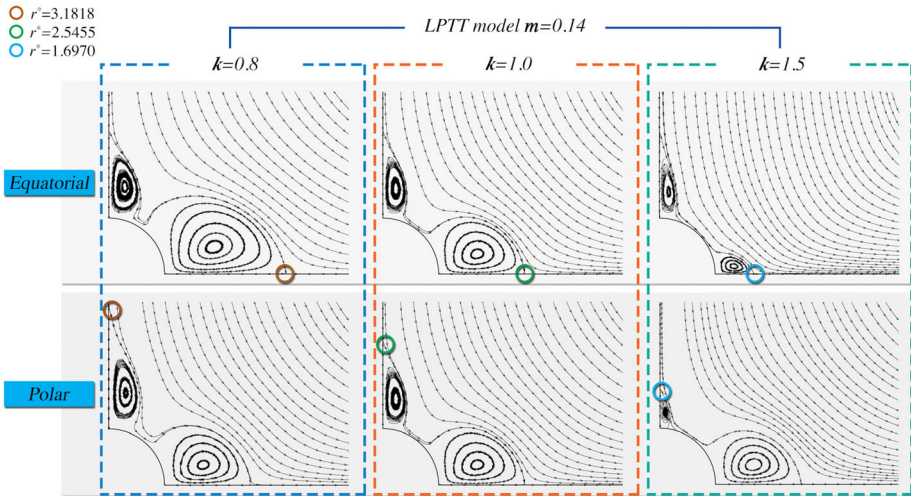 r*=3.1818
r*=2.5455
r*=1.6970
LPTT model m=0.14
k=0.8
k=1.0
k=1.5
Equatorial
Polar